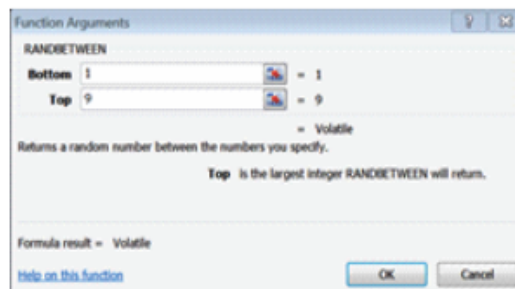 Function Arguments
RANDBETWEEN
Bottom 1 = 1
Top 9 = 9
= Volatile
Returns a random number between the numbers you specify.
Top is the largest integer RANDBETWEEN will return.
Formula result = Volatile
Help on this function
OK Cancel